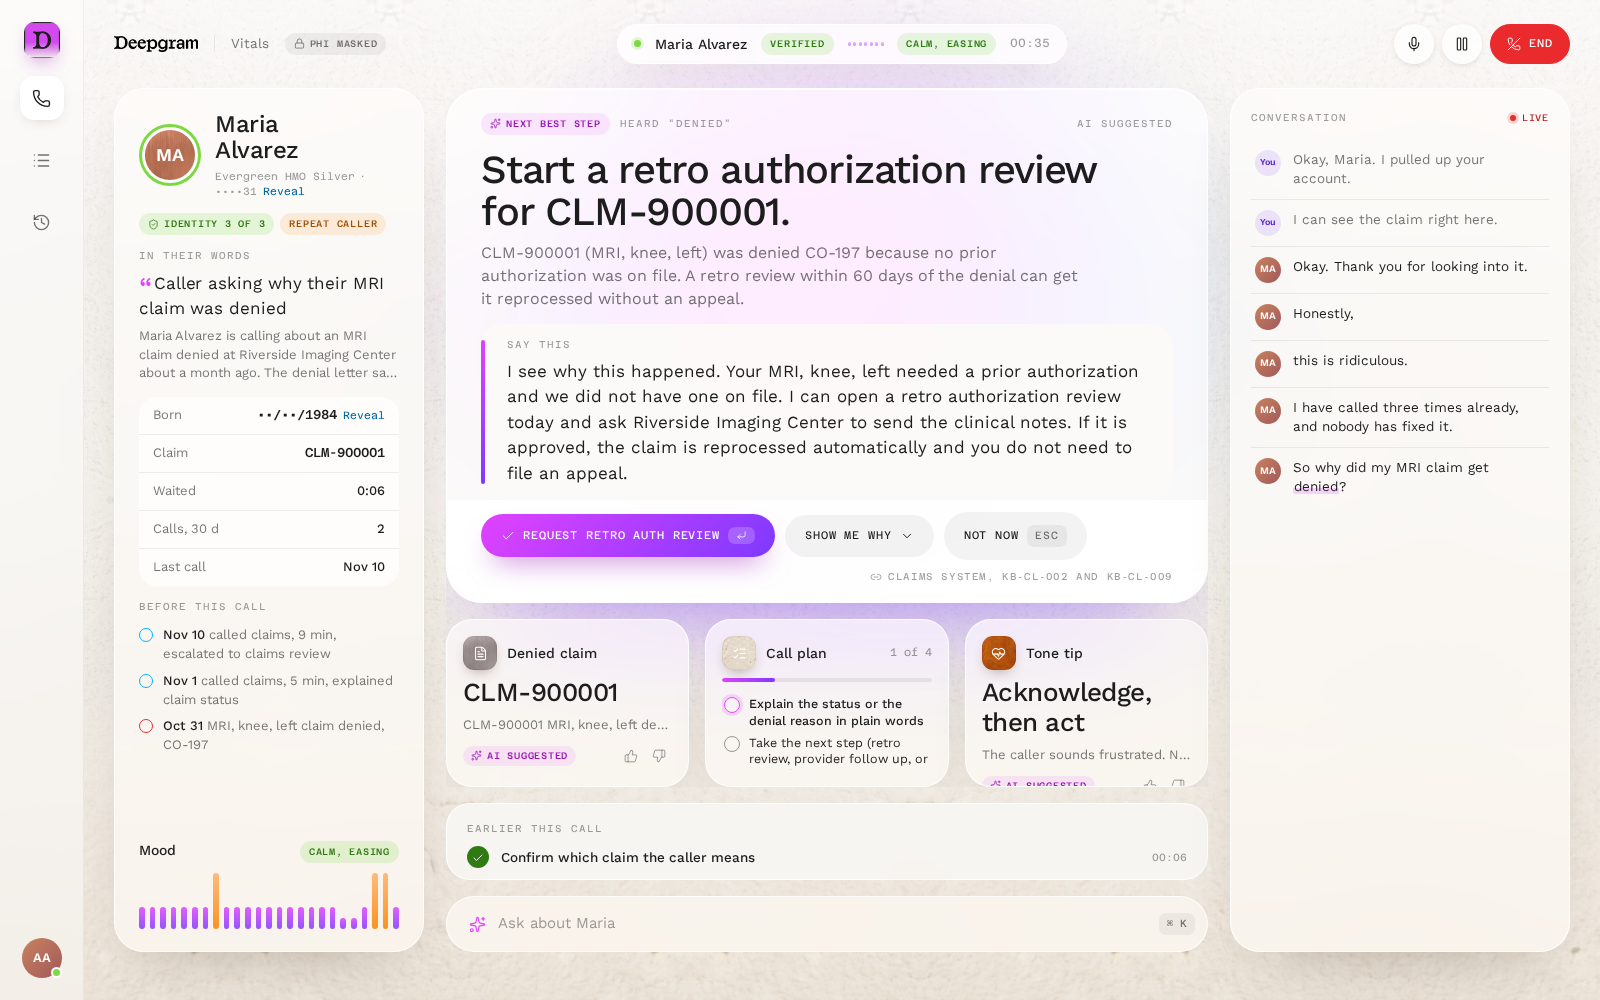 D
Deepgram
Vitals
PHI MASKED
Maria Alvarez
VERIFIED
CALM, EASING
00:35
END
MA
Maria
Alvarez
Evergreen HMO Silver ·
••••31 Reveal
IDENTITY 3 OF 3
REPEAT CALLER
IN THEIR WORDS
“Caller asking why their MRI
claim was denied
Maria Alvarez is calling about an MRI
claim denied at Riverside Imaging Center
about a month ago. The denial letter sa...
Born ••/••/1984 Reveal
Claim CLM-900001
Waited 0:06
Calls, 30 d 2
Last call Nov 10
BEFORE THIS CALL
Nov 10 called claims, 9 min,
escalated to claims review
Nov 1 called claims, 5 min, explained
claim status
Oct 31 MRI, knee, left claim denied,
CO-197
Mood
CALM, EASING
AA
NEXT BEST STEP
HEARD "DENIED"
AI SUGGESTED
Start a retro authorization review
for CLM-900001.
CLM-900001 (MRI, knee, left) was denied CO-197 because no prior
authorization was on file. A retro review within 60 days of the denial can get
it reprocessed without an appeal.
SAY THIS
I see why this happened. Your MRI, knee, left needed a prior authorization
and we did not have one on file. I can open a retro authorization review
today and ask Riverside Imaging Center to send the clinical notes. If it is
approved, the claim is reprocessed automatically and you do not need to
file an appeal.
REQUEST RETRO AUTH REVIEW
SHOW ME WHY
NOT NOW ESC
CLAIMS SYSTEM, KB-CL-002 AND KB-CL-009
Denied claim
CLM-900001
CLM-900001 MRI, knee, left de...
AI SUGGESTED
Call plan
1 of 4
Explain the status or the
denial reason in plain words
Take the next step (retro
review, provider follow up, or
Tone tip
Acknowledge,
then act
The caller sounds frustrated. N...
AI SUGGESTED
EARLIER THIS CALL
Confirm which claim the caller means
00:06
Ask about Maria
⌘ K
CONVERSATION
LIVE
You
Okay, Maria. I pulled up your
account.
You
I can see the claim right here.
MA
Okay. Thank you for looking into it.
MA
Honestly,
MA
this is ridiculous.
MA
I have called three times already,
and nobody has fixed it.
MA
So why did my MRI claim get
denied?